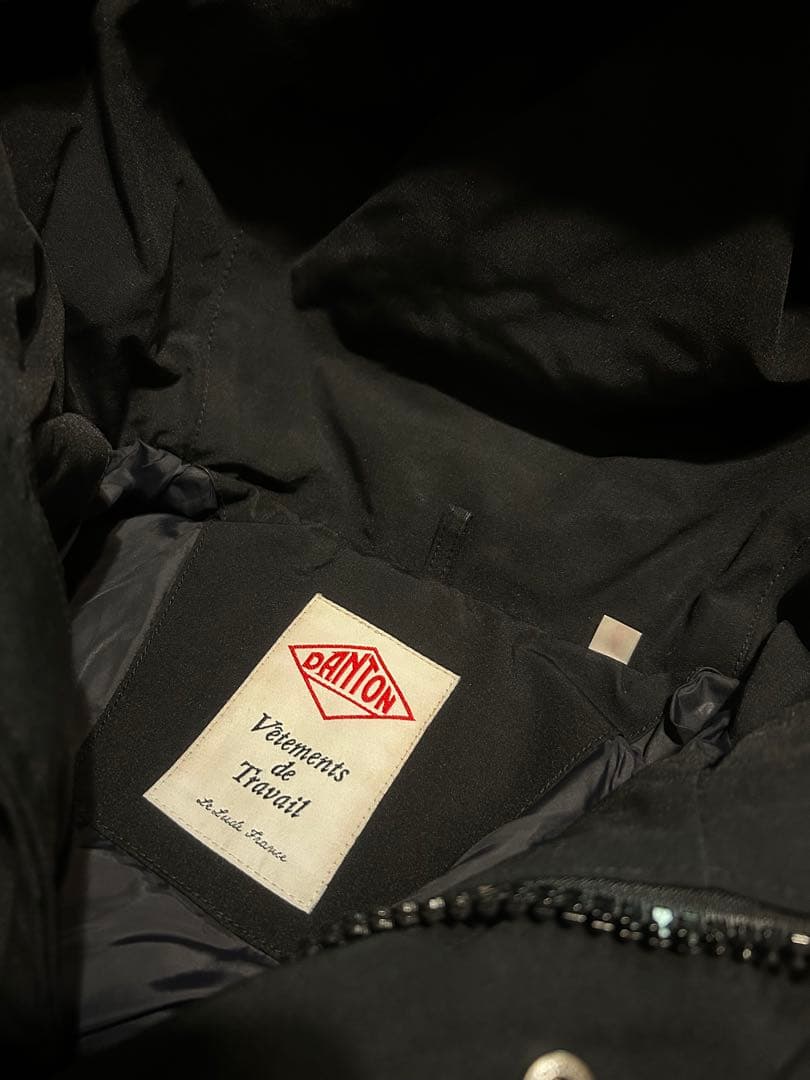 DANTON
Vêtements
de
Travail
Le Lude France